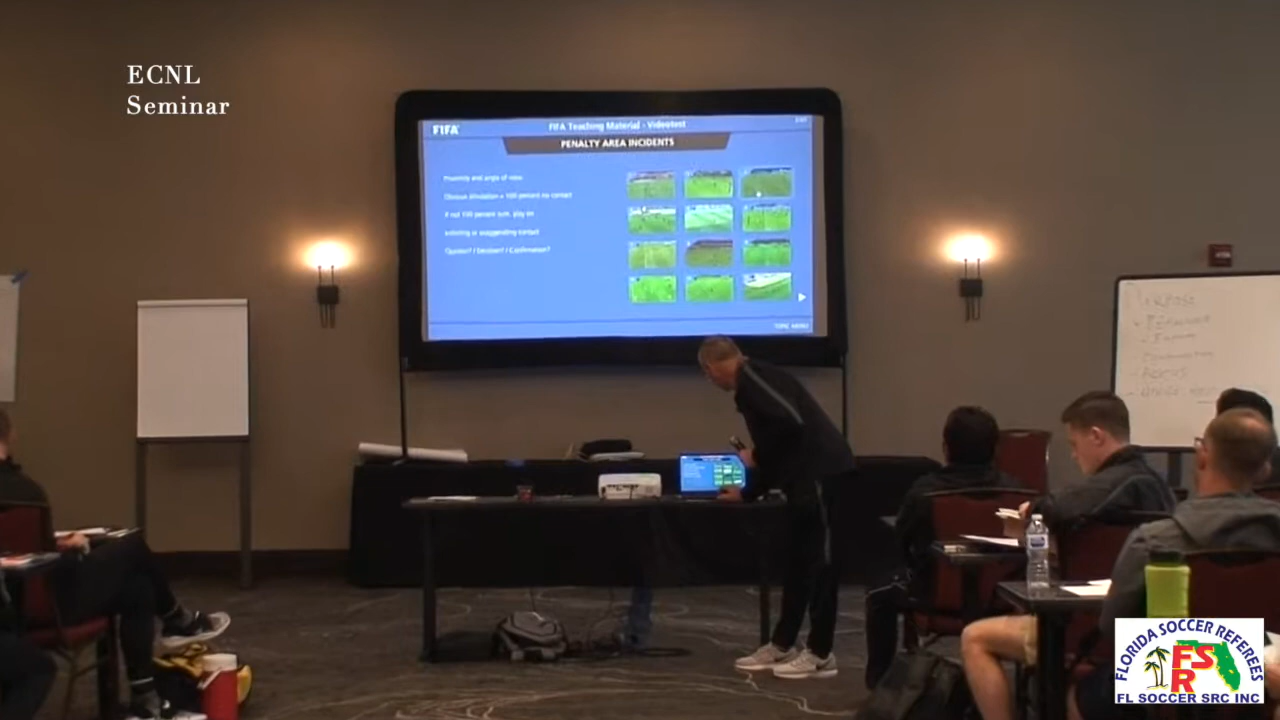 ECNL
Seminar
FIFA
FIFA Teaching Material - Videotest
PENALTY AREA INCIDENTS
Proximity and angle of view
Obvious simulation = 100 percent no contact
If not 100 percent sure, play on
Initiating or exaggerating contact
Opinion? / Decision? / Confirmation?
TOPIC MENU
FLORIDA SOCCER REFEREES
FSR
FL SOCCER SRC INC